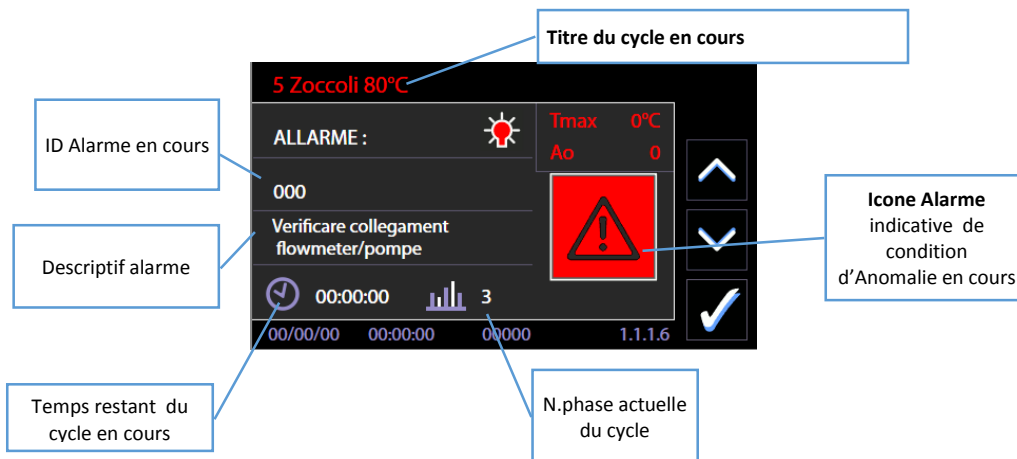 Titre du cycle en cours
5 Zoccoli 80°C
ALLARME :
Tmax 0°C
Ao 0
ID Alarme en cours
000
Verificare collegament
flowmeter/pompe
Descriptif alarme
Icone Alarme
indicative de
condition
d’Anomalie en cours
00:00:00 3
00/00/00 00:00:00 00000 1.1.1.6
Temps restant du
cycle en cours
N.phase actuelle
du cycle